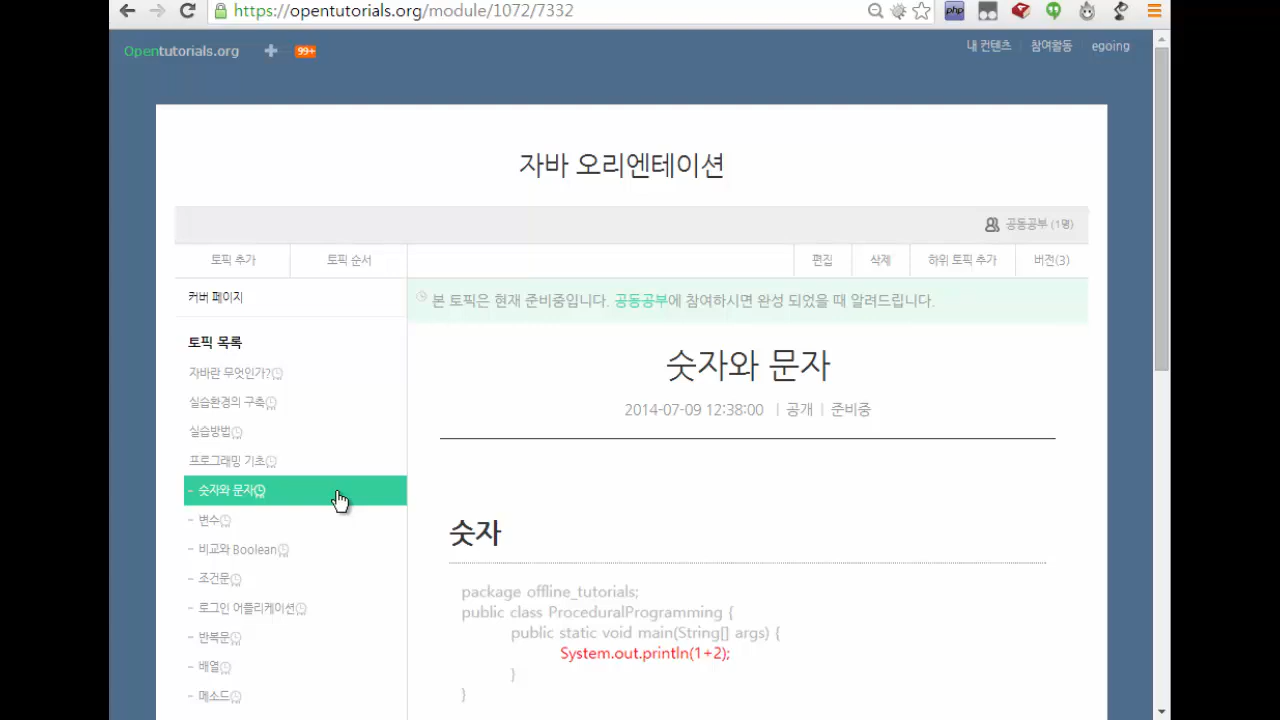 https://opentutorials.org/module/1072/7332
php
Opentutorials.org
99+
내 컨텐츠
참여활동
egoing
자바 오리엔테이션
공동공부 (1명)
토픽 추가
토픽 순서
편집
삭제
하위 토픽 추가
버전(3)
커버 페이지
본 토픽은 현재 준비중입니다. 공동공부에 참여하시면 완성 되었을 때 알려드립니다.
토픽 목록
자바란 무엇인가?
실습환경의 구축
실습방법
프로그래밍 기초
- 숫자와 문자
- 변수
- 비교와 Boolean
- 조건문
- 로그인 어플리케이션
- 반복문
- 배열
- 메소드
숫자와 문자
2014-07-09 12:38:00 | 공개 | 준비중
숫자
package offline_tutorials;
public class ProceduralProgramming {
public static void main(String[] args) {
System.out.println(1+2);
}
}